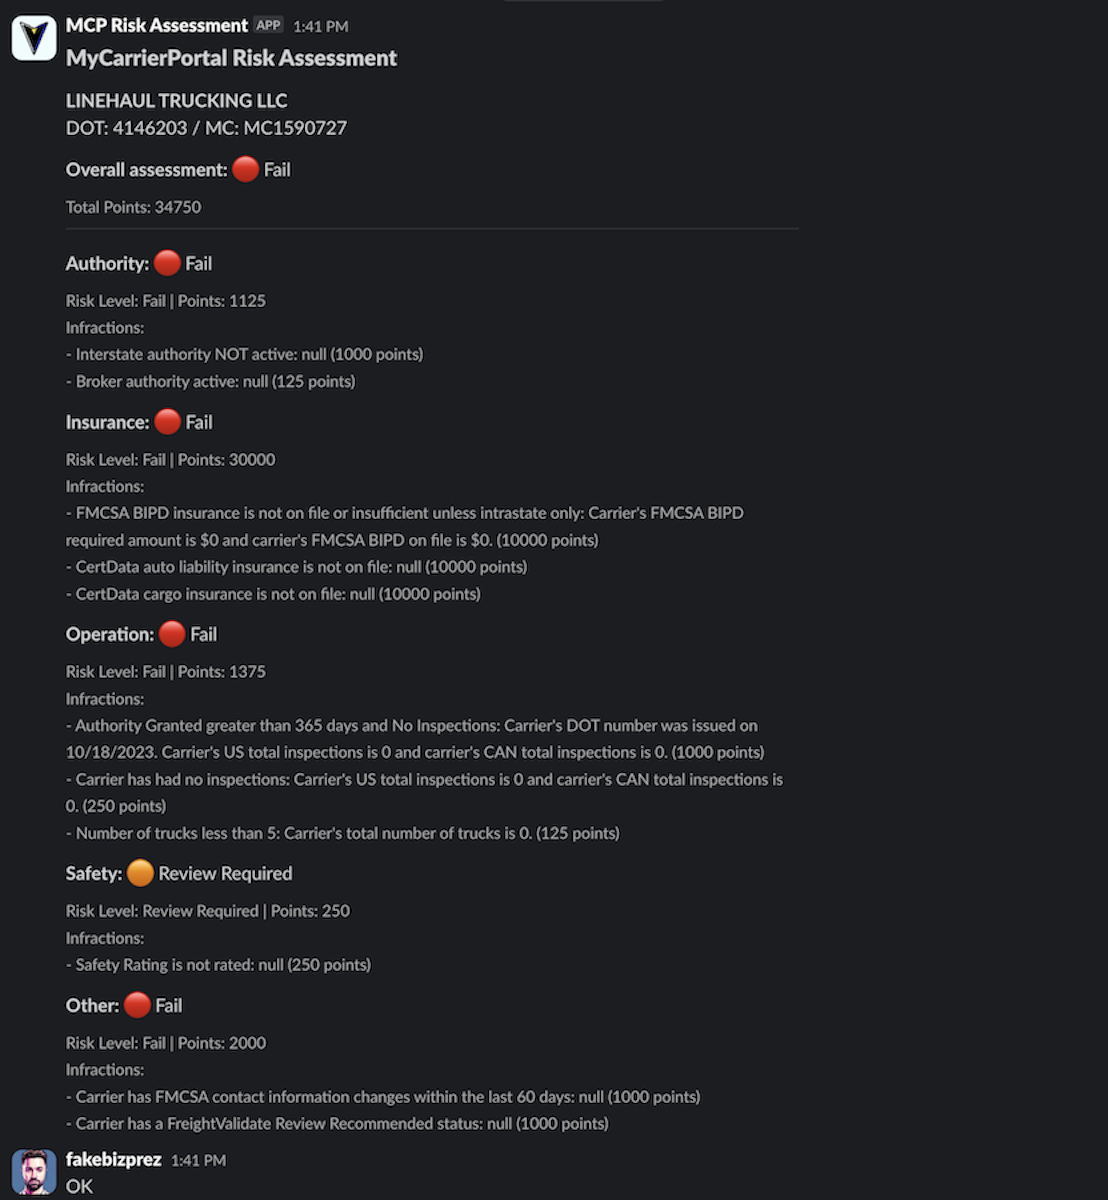 MCP Risk Assessment APP 1:41 PM
MyCarrierPortal Risk Assessment
LINEHAUL TRUCKING LLC
DOT: 4146203 / MC: MC1590727
Overall assessment: 🔴 Fail
Total Points: 34750
Authority: 🔴 Fail
Risk Level: Fail | Points: 1125
Infractions:
- Interstate authority NOT active: null (1000 points)
- Broker authority active: null (125 points)
Insurance: 🔴 Fail
Risk Level: Fail | Points: 30000
Infractions:
- FMCSA BIPD insurance is not on file or insufficient unless intrastate only: Carrier's FMCSA BIPD
required amount is $0 and carrier's FMCSA BIPD on file is $0. (10000 points)
- CertData auto liability insurance is not on file: null (10000 points)
- CertData cargo insurance is not on file: null (10000 points)
Operation: 🔴 Fail
Risk Level: Fail | Points: 1375
Infractions:
- Authority Granted greater than 365 days and No Inspections: Carrier's DOT number was issued on
10/18/2023. Carrier's US total inspections is 0 and carrier's CAN total inspections is 0. (1000 points)
- Carrier has had no inspections: Carrier's US total inspections is 0 and carrier's CAN total inspections is
0. (250 points)
- Number of trucks less than 5: Carrier's total number of trucks is 0. (125 points)
Safety: 🟠 Review Required
Risk Level: Review Required | Points: 250
Infractions:
- Safety Rating is not rated: null (250 points)
Other: 🔴 Fail
Risk Level: Fail | Points: 2000
Infractions:
- Carrier has FMCSA contact information changes within the last 60 days: null (1000 points)
- Carrier has a FreightValidate Review Recommended status: null (1000 points)
fakebizprez 1:41 PM
OK